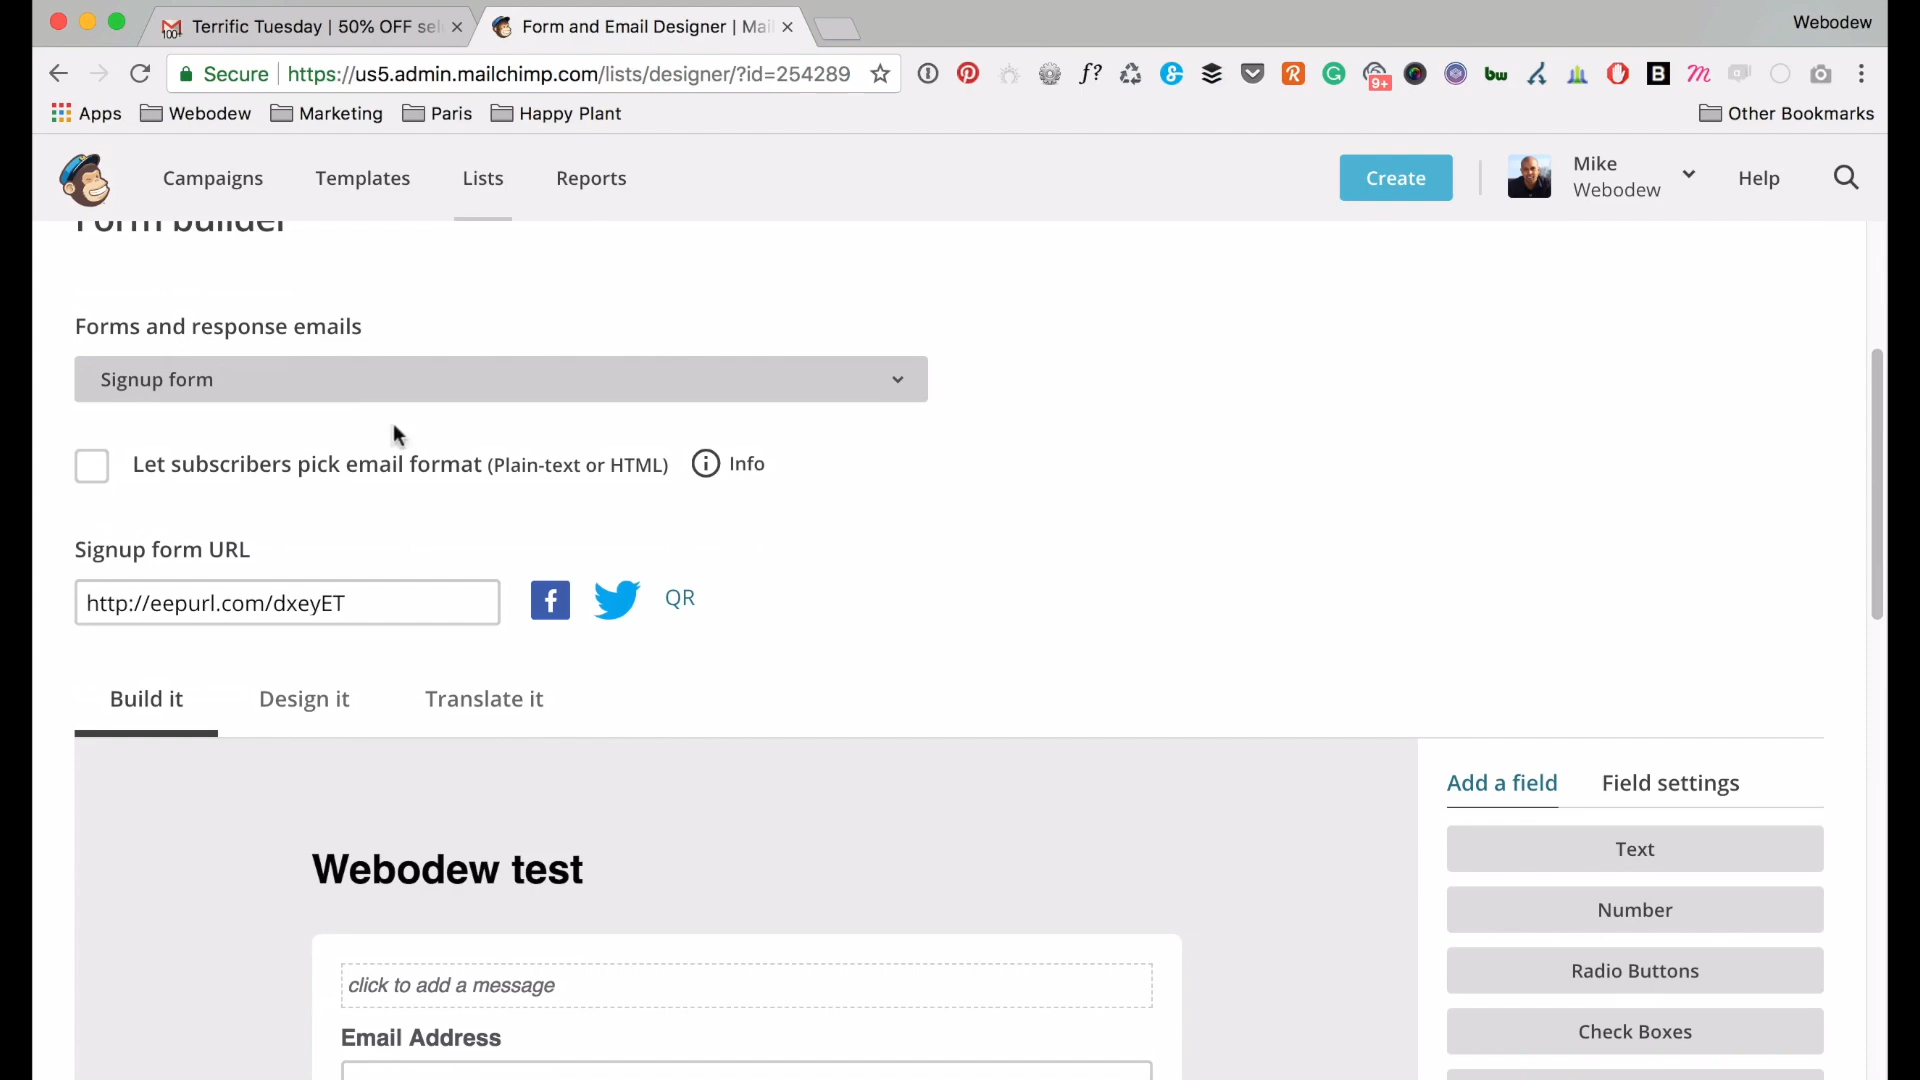 Webodew
Terrific Tuesday | 50% OFF sel
Form and Email Designer | Mai
Secure
https://us5.admin.mailchimp.com/lists/designer/?id=254289
Apps
Webodew
Marketing
Paris
Happy Plant
Other Bookmarks
Campaigns
Templates
Lists
Reports
Create
Mike
Webodew
Help
Form builder
Forms and response emails
Signup form
Let subscribers pick email format (Plain-text or HTML)
Info
Signup form URL
http://eepurl.com/dxeyET
QR
Build it
Design it
Translate it
Add a field
Field settings
Webodew test
Text
Number
Radio Buttons
click to add a message
Check Boxes
Email Address